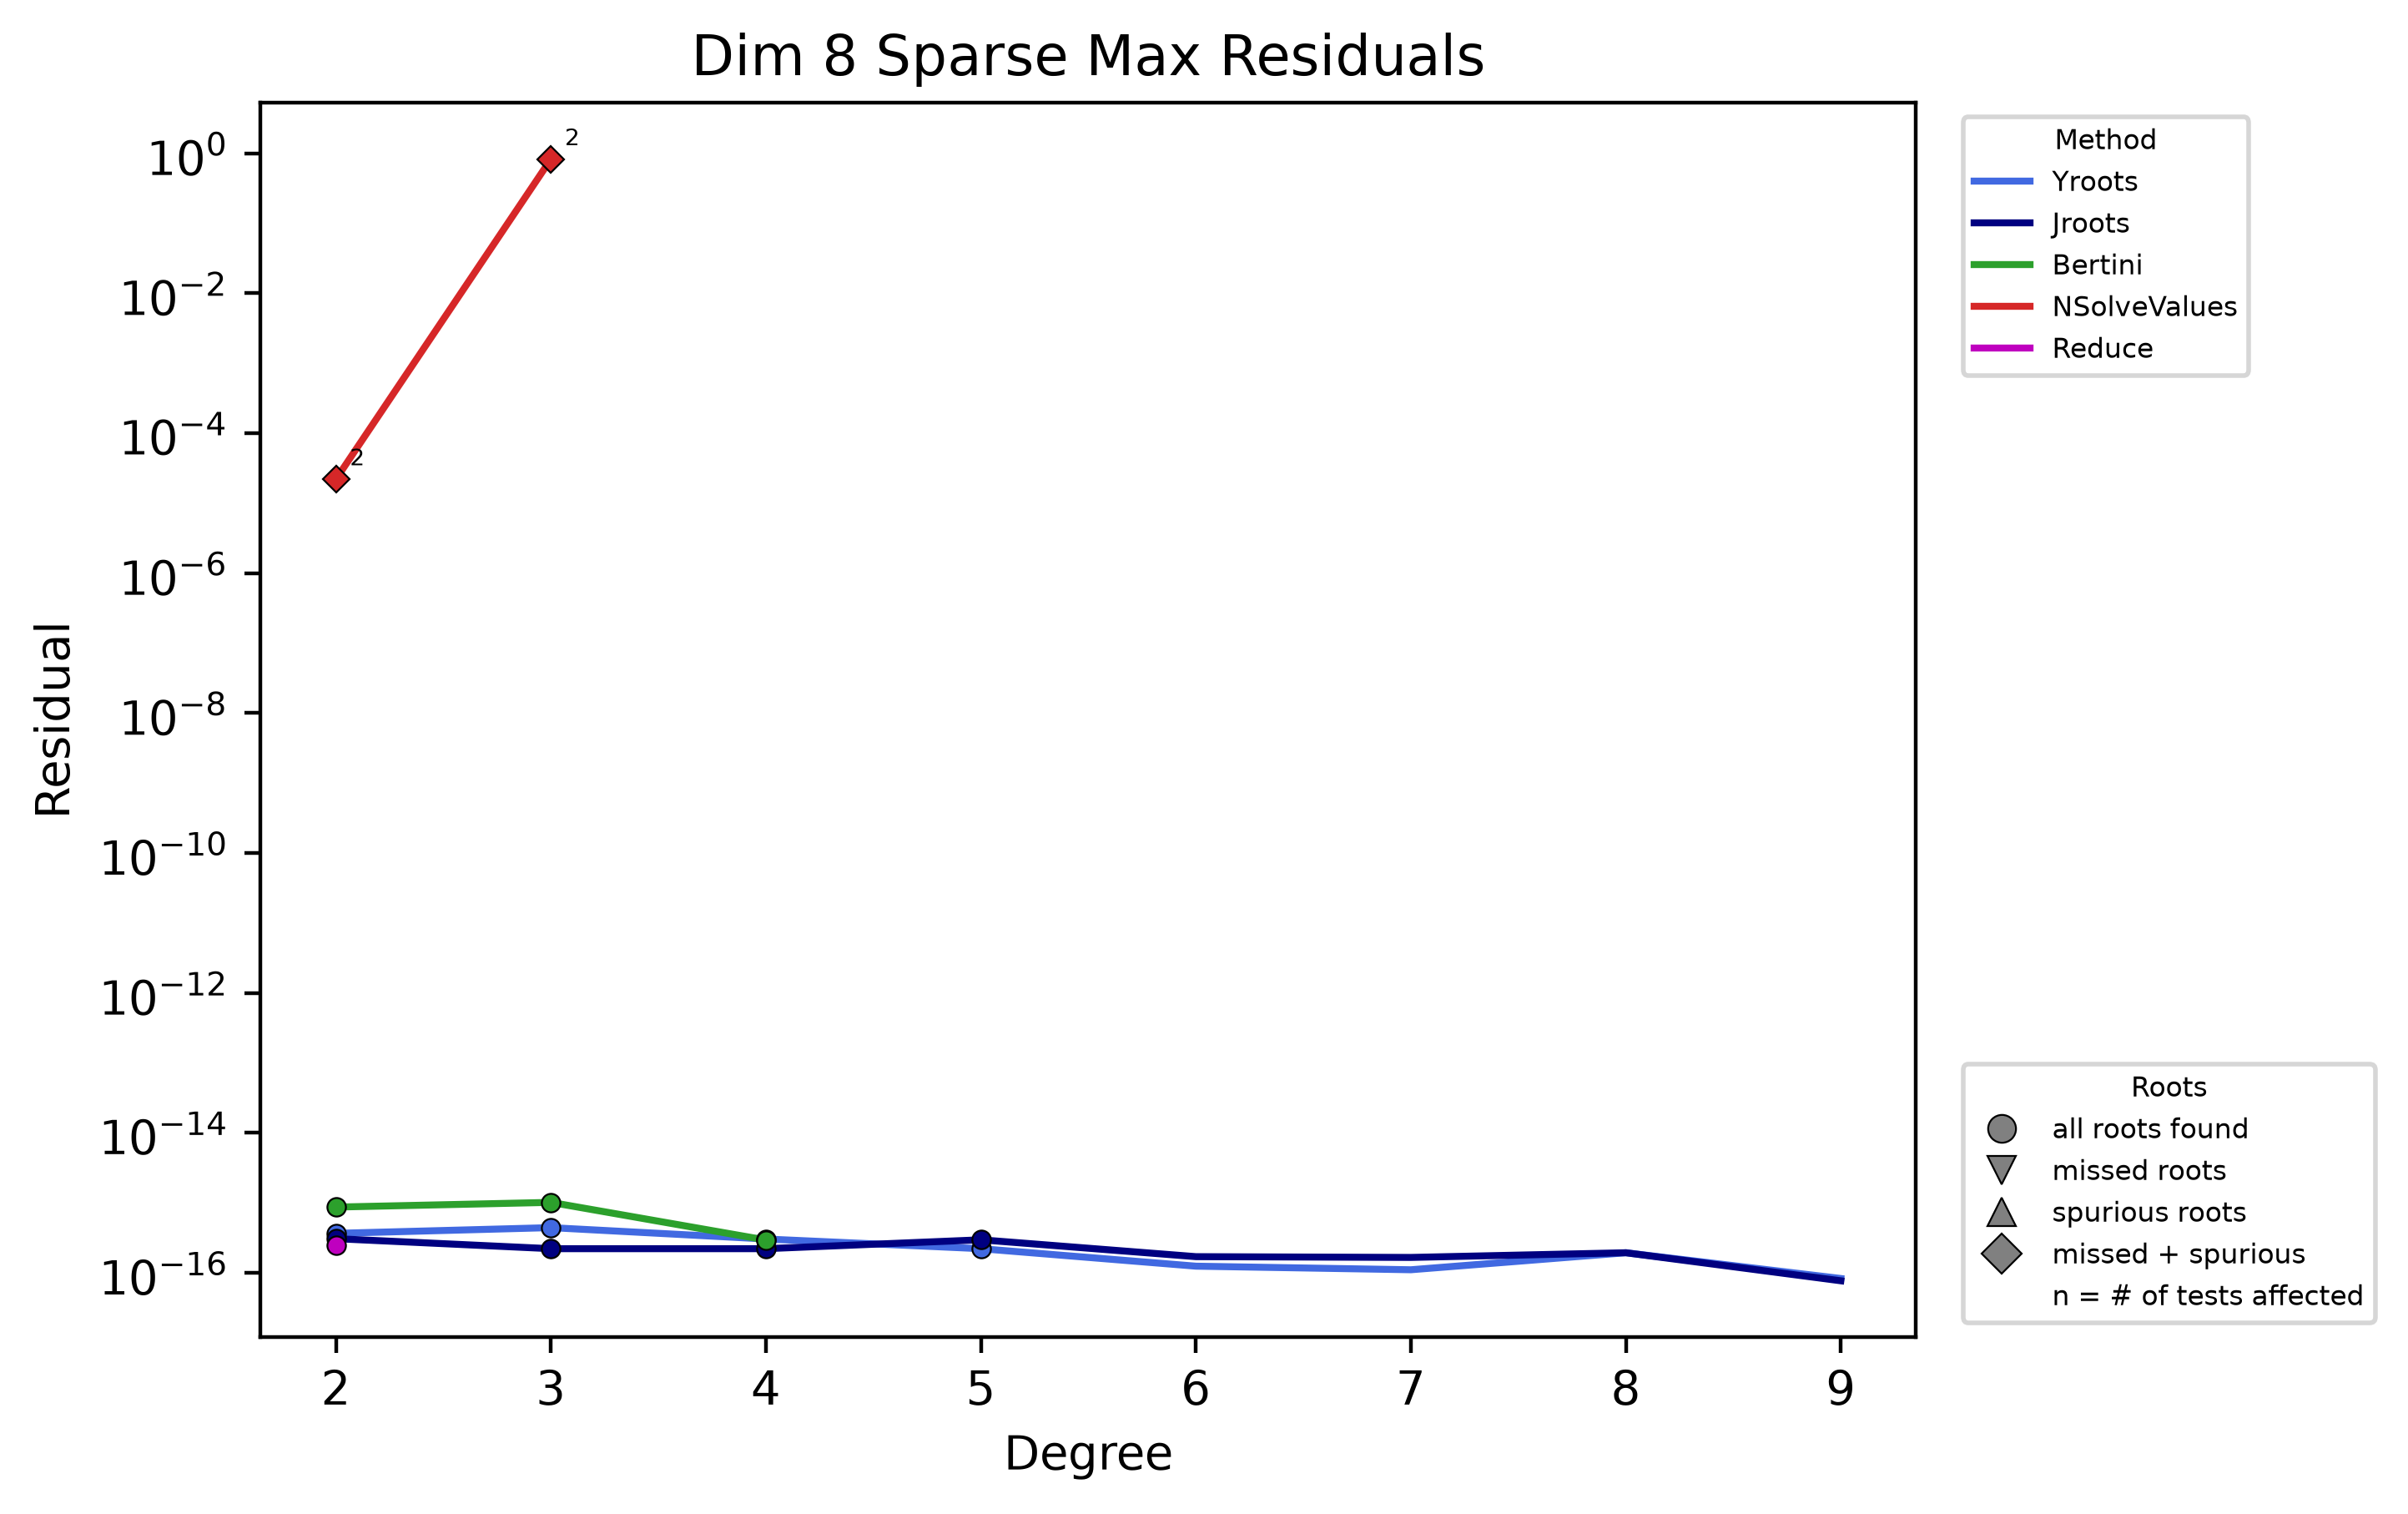 Dim 8 Sparse Max Residuals
Residual
10^0
10^−2
10^−4
10^−6
10^−8
10^−10
10^−12
10^−14
10^−16
2
2
2 3 4 5 6 7 8 9
Degree
Method
Yroots
Jroots
Bertini
NSolveValues
Reduce
Roots
all roots found
missed roots
spurious roots
missed + spurious
n = # of tests affected